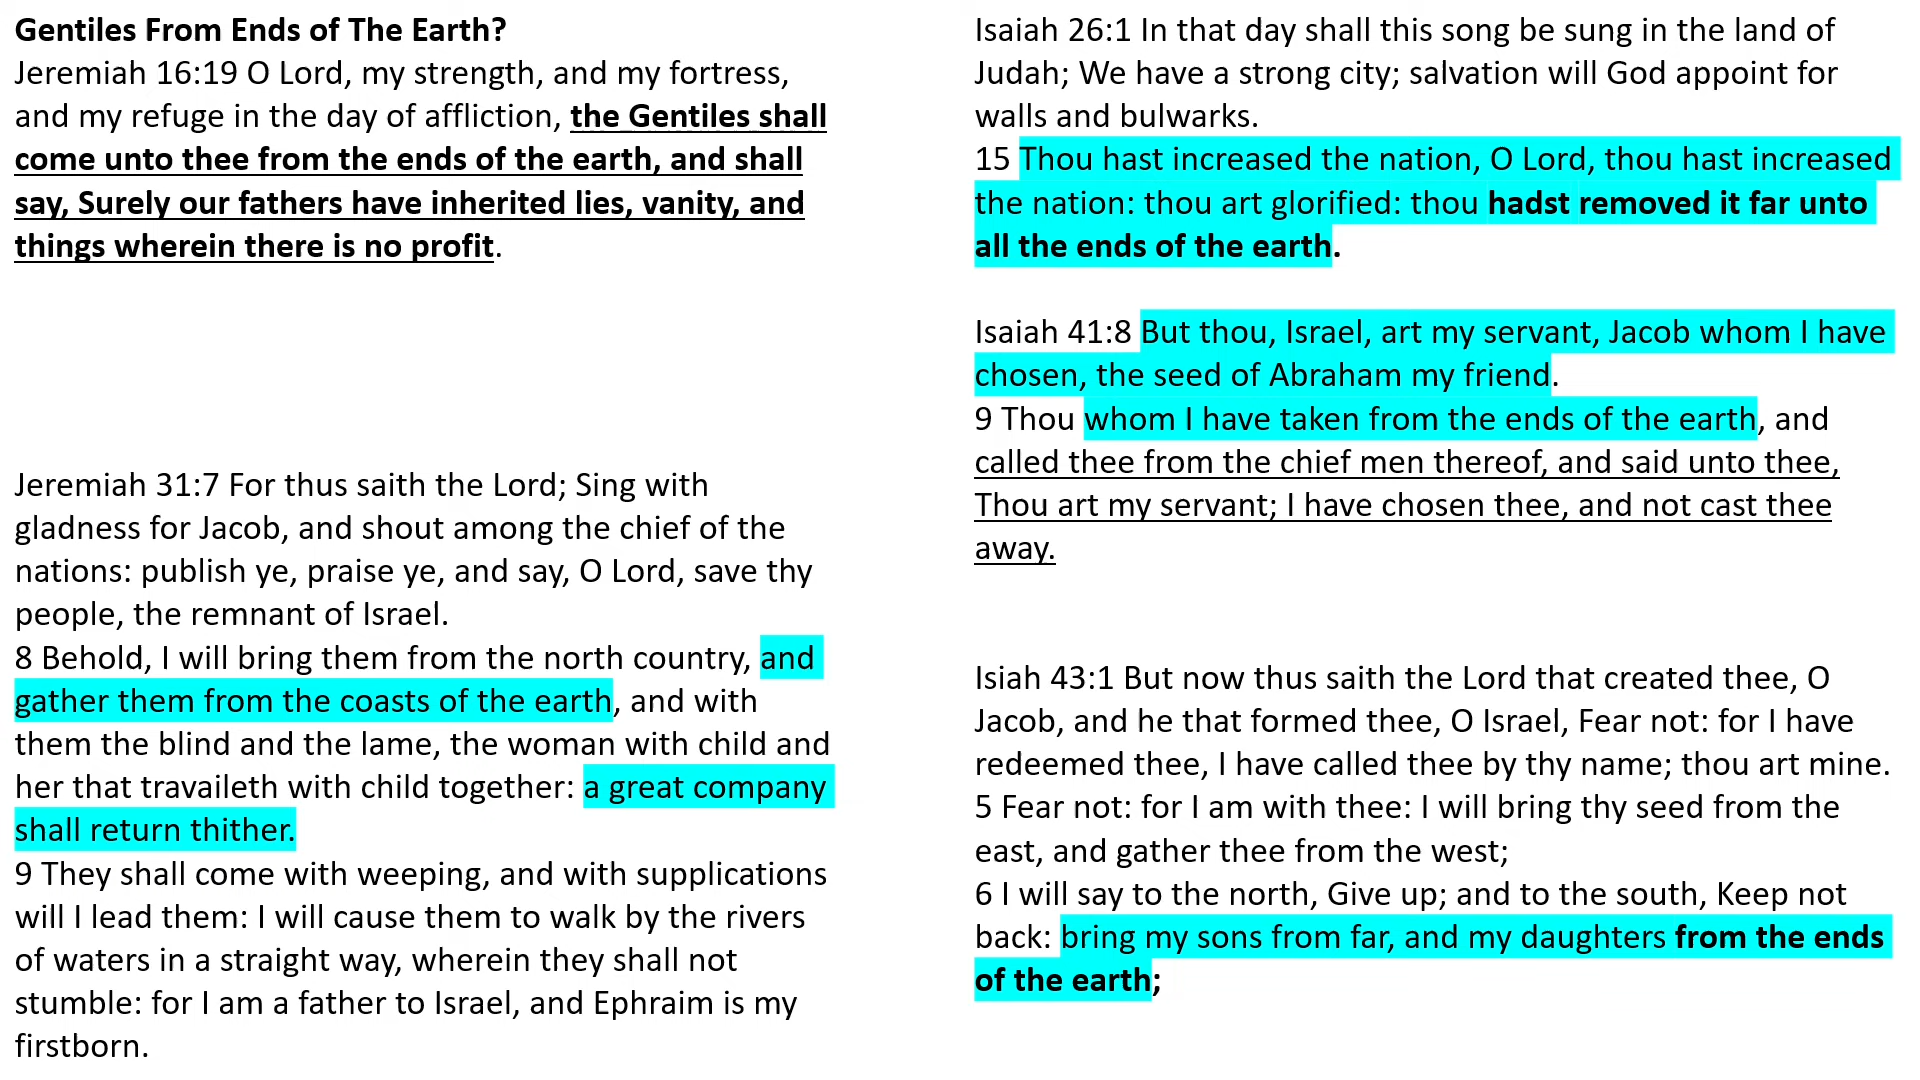 Gentiles From Ends of The Earth?
Jeremiah 16:19 O Lord, my strength, and my fortress,
and my refuge in the day of affliction, the Gentiles shall
come unto thee from the ends of the earth, and shall
say, Surely our fathers have inherited lies, vanity, and
things wherein there is no profit.
Jeremiah 31:7 For thus saith the Lord; Sing with
gladness for Jacob, and shout among the chief of the
nations: publish ye, praise ye, and say, O Lord, save thy
people, the remnant of Israel.
8 Behold, I will bring them from the north country, and
gather them from the coasts of the earth, and with
them the blind and the lame, the woman with child and
her that travaileth with child together: a great company
shall return thither.
9 They shall come with weeping, and with supplications
will I lead them: I will cause them to walk by the rivers
of waters in a straight way, wherein they shall not
stumble: for I am a father to Israel, and Ephraim is my
firstborn.
Isaiah 26:1 In that day shall this song be sung in the land of
Judah; We have a strong city; salvation will God appoint for
walls and bulwarks.
15 Thou hast increased the nation, O Lord, thou hast increased
the nation: thou art glorified: thou hadst removed it far unto
all the ends of the earth.
Isaiah 41:8 But thou, Israel, art my servant, Jacob whom I have
chosen, the seed of Abraham my friend.
9 Thou whom I have taken from the ends of the earth, and
called thee from the chief men thereof, and said unto thee,
Thou art my servant; I have chosen thee, and not cast thee
away.
Isiah 43:1 But now thus saith the Lord that created thee, O
Jacob, and he that formed thee, O Israel, Fear not: for I have
redeemed thee, I have called thee by thy name; thou art mine.
5 Fear not: for I am with thee: I will bring thy seed from the
east, and gather thee from the west;
6 I will say to the north, Give up; and to the south, Keep not
back: bring my sons from far, and my daughters from the ends
of the earth;